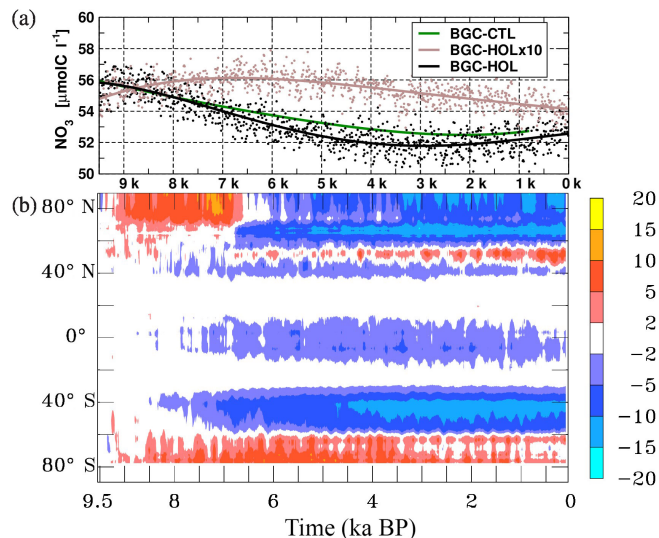 (a)
60
58
56
54
52
50
NO3 [µmolC l-1]
BGC-CTL
BGC-HOLx10
BGC-HOL
9 k 8 k 7 k 6 k 5 k 4 k 3 k 2 k 1 k 0 k
(b)
80° N
40° N
0°
40° S
80° S
20
15
10
5
2
−2
−5
−10
−15
−20
9.5 8 6 4 2 0
Time (ka BP)